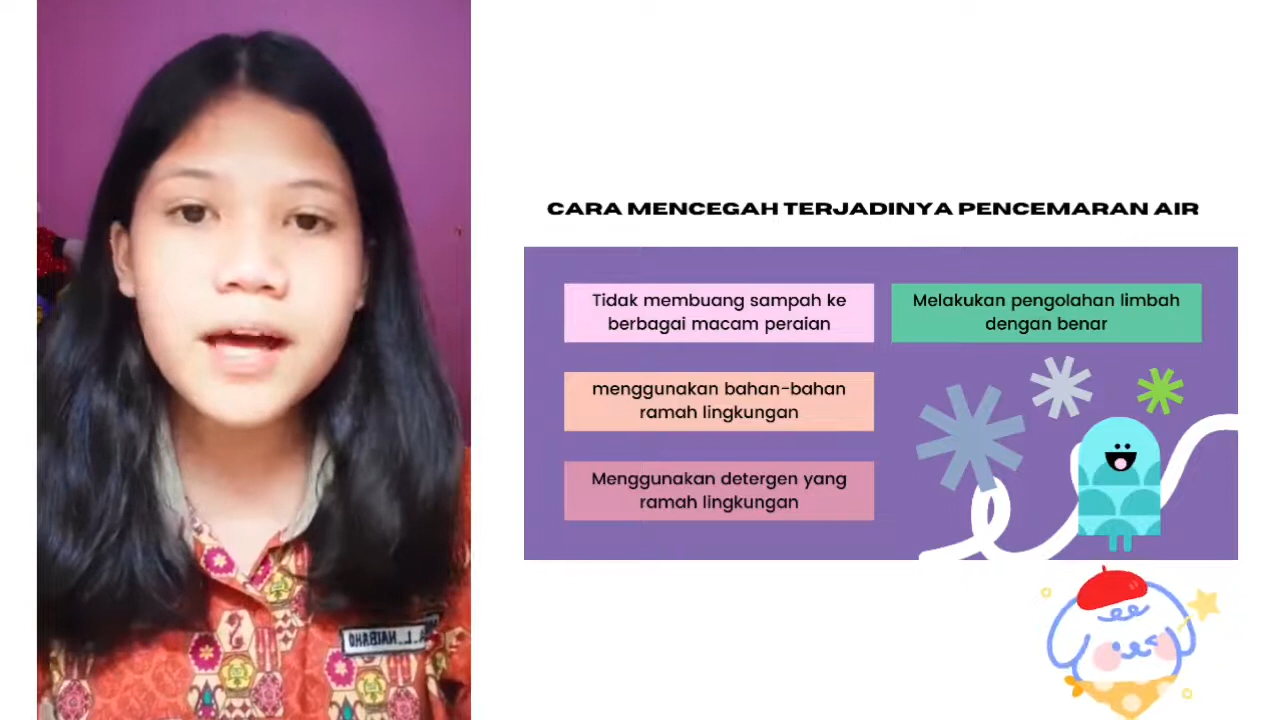 CARA MENCEGAH TERJADINYA PENCEMARAN AIR
Tidak membuang sampah ke
berbagai macam peraian
Melakukan pengolahan limbah
dengan benar
menggunakan bahan-bahan
ramah lingkungan
Menggunakan detergen yang
ramah lingkungan
L. NAIBAHO